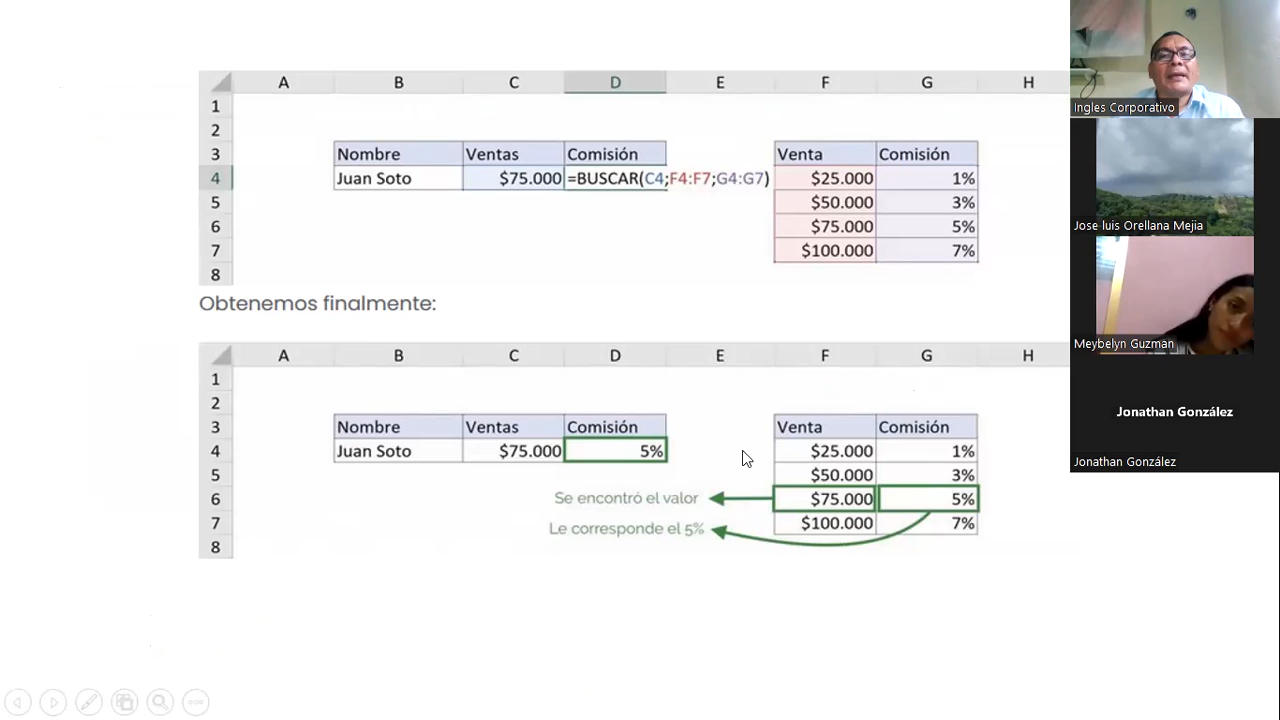 A B C D E F G H
1
2
3 Nombre Ventas Comisión Venta Comisión
4 Juan Soto $75.000 =BUSCAR(C4;F4:F7;G4:G7) $25.000 1%
5 $50.000 3%
6 $75.000 5%
7 $100.000 7%
8
Obtenemos finalmente:
A B C D E F G H
1
2
3 Nombre Ventas Comisión Venta Comisión
4 Juan Soto $75.000 5% $25.000 1%
5 $50.000 3%
6 Se encontró el valor $75.000 5%
7 Le corresponde el 5% $100.000 7%
8
Ingles Corporativo
Jose luis Orellana Mejia
Meybelyn Guzman
Jonathan González
Jonathan González